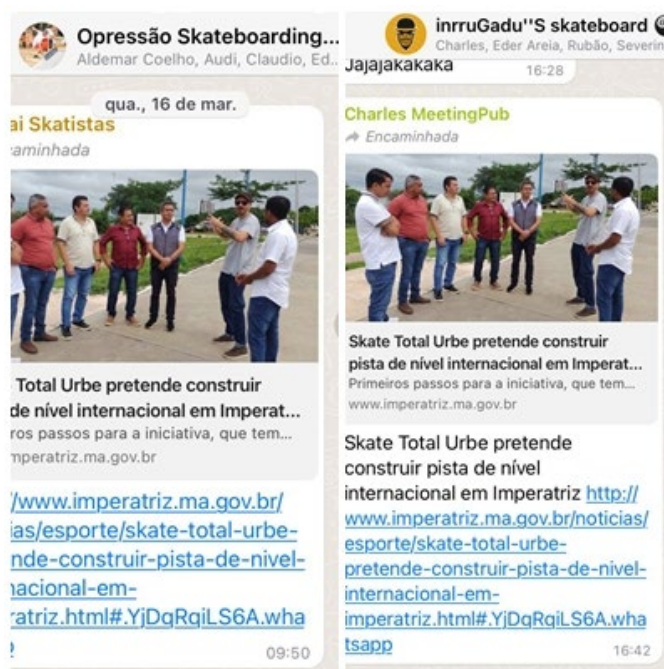 Opressão Skateboarding...
Aldemar Coelho, Audi, Claudio, Ed...
qua., 16 de mar.
ai Skatistas
caminhada
Total Urbe pretende construir
de nível internacional em Imperat...
ros passos para a iniciativa, que tem...
mperatriz.ma.gov.br
/www.imperatriz.ma.gov.br/
ias/esporte/skate-total-urbe-
nde-construir-pista-de-nivel-
nacional-em-
ratriz.html#.YjDqRqiLS6A.wha
09:50
inrruGadu''S skateboard
Charles, Eder Areia, Rubão, Severin
Jajajakakaka
16:28
Charles MeetingPub
Encaminhada
Skate Total Urbe pretende construir
pista de nível internacional em Imperat...
Primeiros passos para a iniciativa, que tem...
www.imperatriz.ma.gov.br
Skate Total Urbe pretende
construir pista de nível
internacional em Imperatriz http://
www.imperatriz.ma.gov.br/noticias/
esporte/skate-total-urbe-
pretende-construir-pista-de-nivel-
internacional-em-
imperatriz.html#.YjDqRqiLS6A.wha
tsapp
16:42